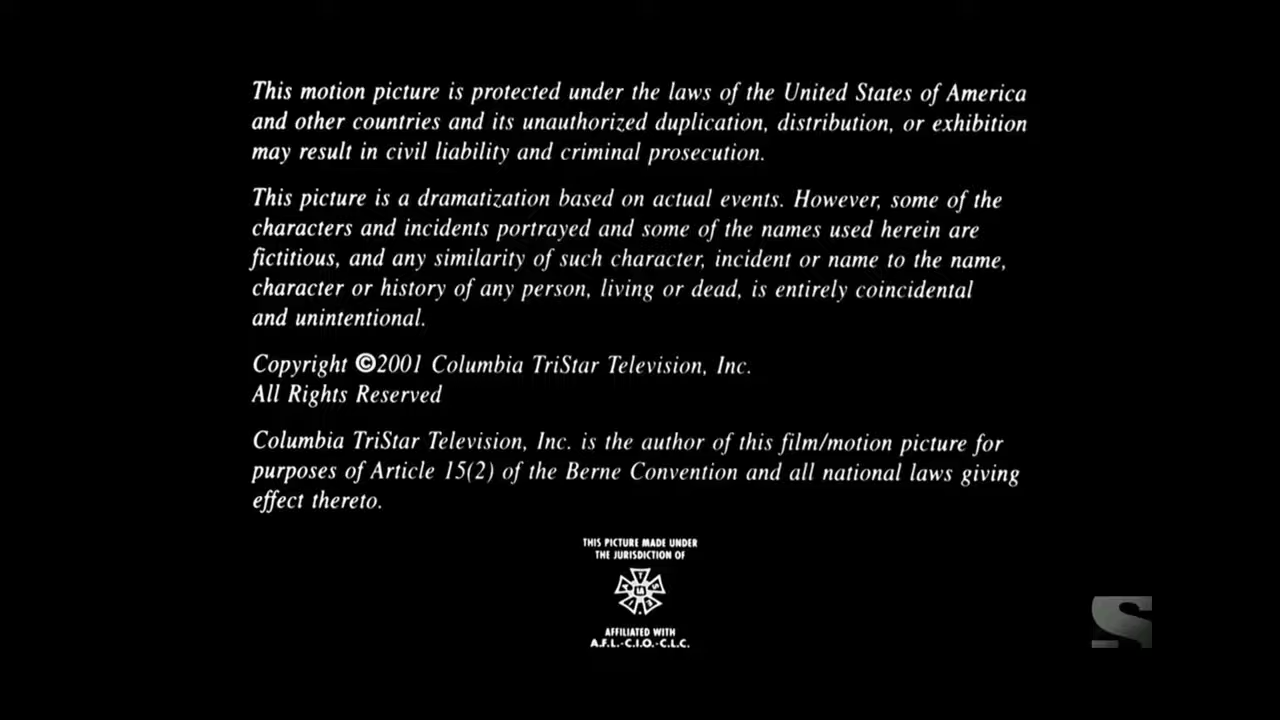 This motion picture is protected under the laws of the United States of America
and other countries and its unauthorized duplication, distribution, or exhibition
may result in civil liability and criminal prosecution.
This picture is a dramatization based on actual events. However, some of the
characters and incidents portrayed and some of the names used herein are
fictitious, and any similarity of such character, incident or name to the name,
character or history of any person, living or dead, is entirely coincidental
and unintentional.
Copyright ©2001 Columbia TriStar Television, Inc.
All Rights Reserved
Columbia TriStar Television, Inc. is the author of this film/motion picture for
purposes of Article 15(2) of the Berne Convention and all national laws giving
effect thereto.
THIS PICTURE MADE UNDER
THE JURISDICTION OF
I A T S E
IA
AFFILIATED WITH
A.F.L.-C.I.O.-C.L.C.
S